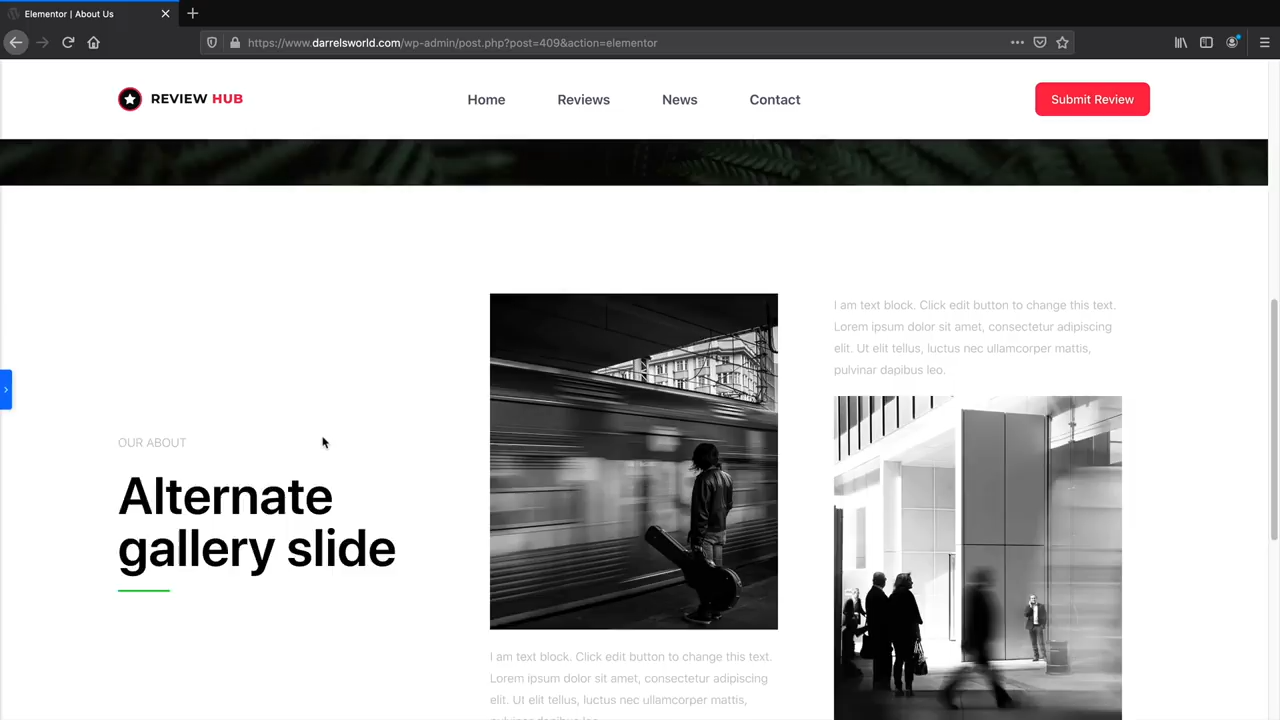 Elementor | About Us
https://www.darrelsworld.com/wp-admin/post.php?post=409&action=elementor
REVIEW HUB
Home
Reviews
News
Contact
Submit Review
OUR ABOUT
Alternate
gallery slide
I am text block. Click edit button to change this text.
Lorem ipsum dolor sit amet, consectetur adipiscing
elit. Ut elit tellus, luctus nec ullamcorper mattis,
I am text block. Click edit button to change this text.
Lorem ipsum dolor sit amet, consectetur adipiscing
elit. Ut elit tellus, luctus nec ullamcorper mattis,
pulvinar dapibus leo.